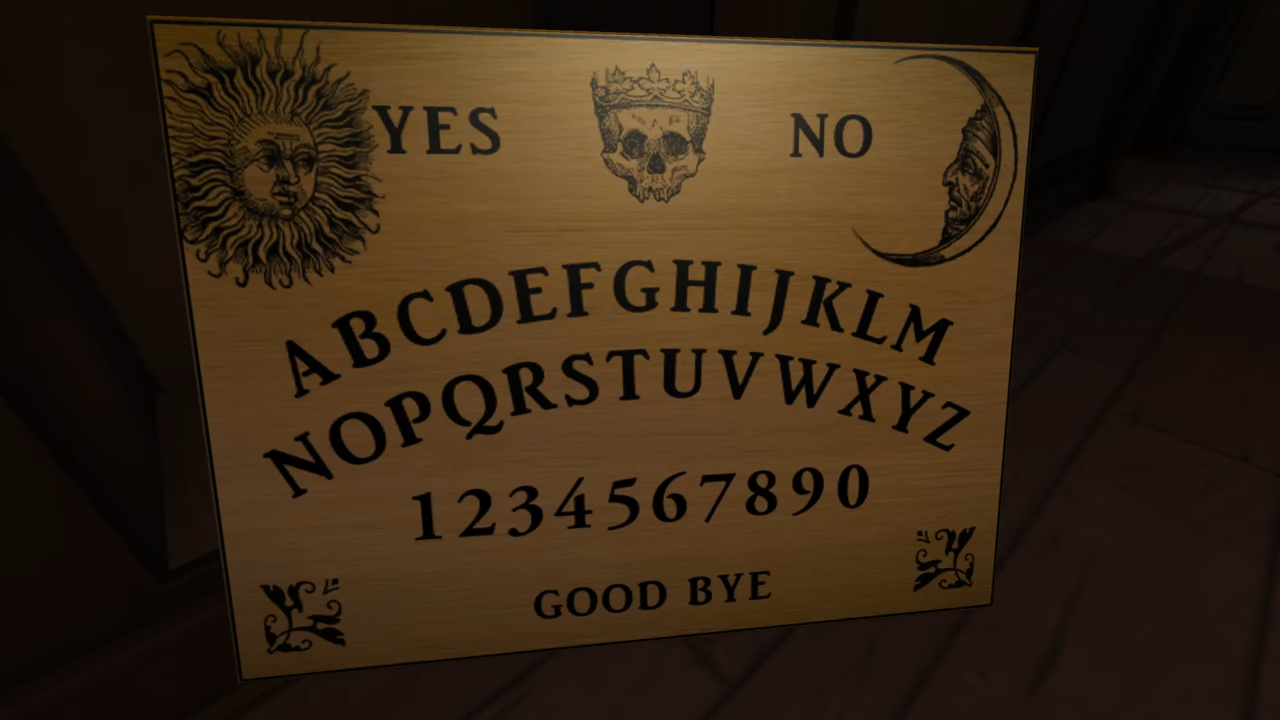 YES NO
ABCDEFGHIJKLM
NOPQRSTUVWXYZ
1234567890
GOOD BYE